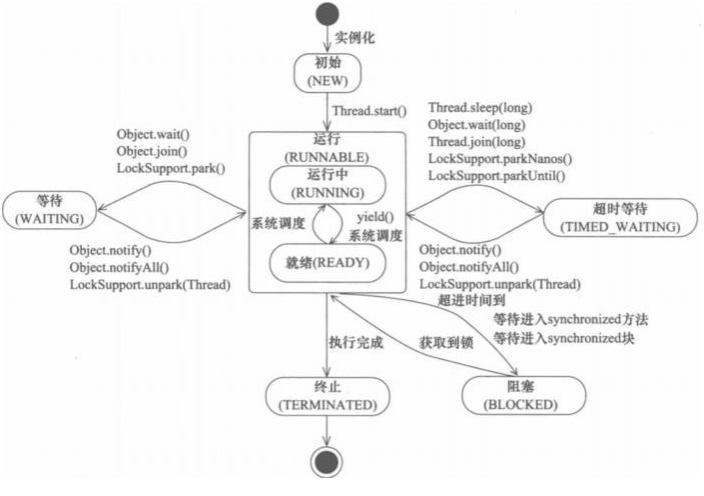 实例化
初始
(NEW)
Thread.start()
Object.wait()
Object.join()
LockSupport.park()
Thread.sleep(long)
Object.wait(long)
Thread.join(long)
LockSupport.parkNanos()
LockSupport.parkUntil()
运行
(RUNNABLE)
运行中
(RUNNING)
系统调度
yield()
系统调度
就绪(READY)
等待
(WAITING)
超时等待
(TIMED_WAITING)
Object.notify()
Object.notifyAll()
LockSupport.unpark(Thread)
Object.notify()
Object.notifyAll()
LockSupport.unpark(Thread)
超进时间到
等待进入synchronized方法
等待进入synchronized块
获取到锁
执行完成
终止
(TERMINATED)
阻塞
(BLOCKED)